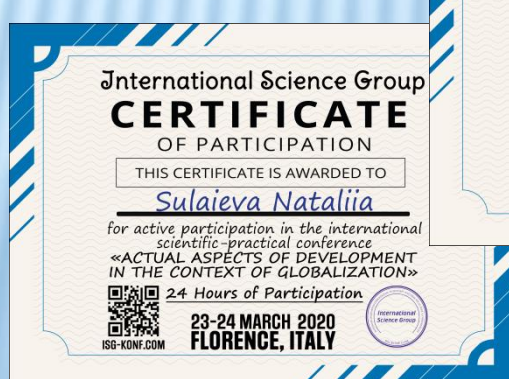 International Science Group
CERTIFICATE
OF PARTICIPATION
THIS CERTIFICATE IS AWARDED TO
Sulaieva Nataliia
for active participation in the international
scientific-practical conference
«ACTUAL ASPECTS OF DEVELOPMENT
IN THE CONTEXT OF GLOBALIZATION»
24 Hours of Participation
23-24 MARCH 2020
FLORENCE, ITALY
ISG-KONF.COM
International
Science Group